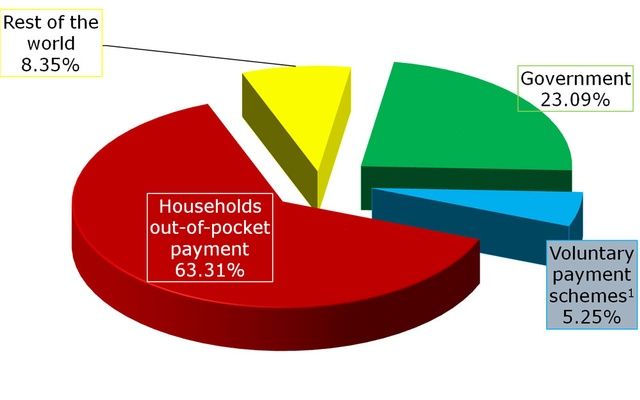 Rest of the
world
8.35%
Government
23.09%
Households
out-of-pocket
payment
63.31%
Voluntary
payment
schemes¹
5.25%